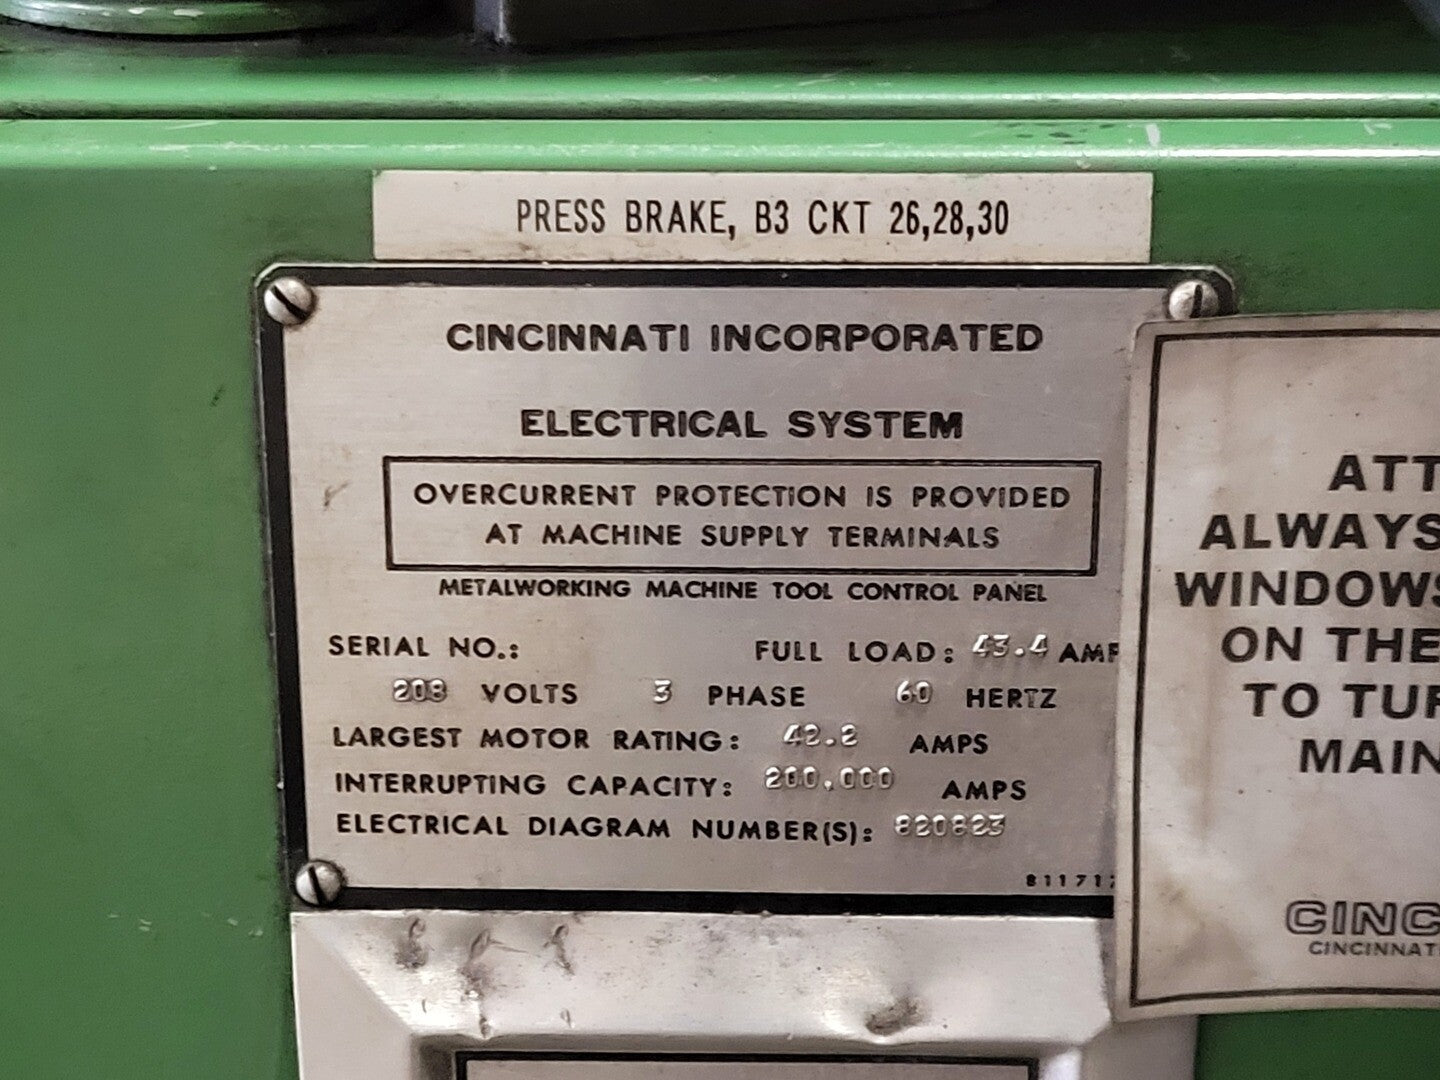 PRESS BRAKE, B3 CKT 26,28,30
CINCINNATI INCORPORATED
ELECTRICAL SYSTEM
OVERCURRENT PROTECTION IS PROVIDED
AT MACHINE SUPPLY TERMINALS
METALWORKING MACHINE TOOL CONTROL PANEL
SERIAL NO.: FULL LOAD: 43.4 AMP
208 VOLTS 3 PHASE 60 HERTZ
LARGEST MOTOR RATING: 42.2 AMPS
INTERRUPTING CAPACITY: 200,000 AMPS
ELECTRICAL DIAGRAM NUMBER(S): 820823
81171
ATT
ALWAYS
WINDOWS
ON THE
TO TUR
MAIN
CINC
CINCINNATI